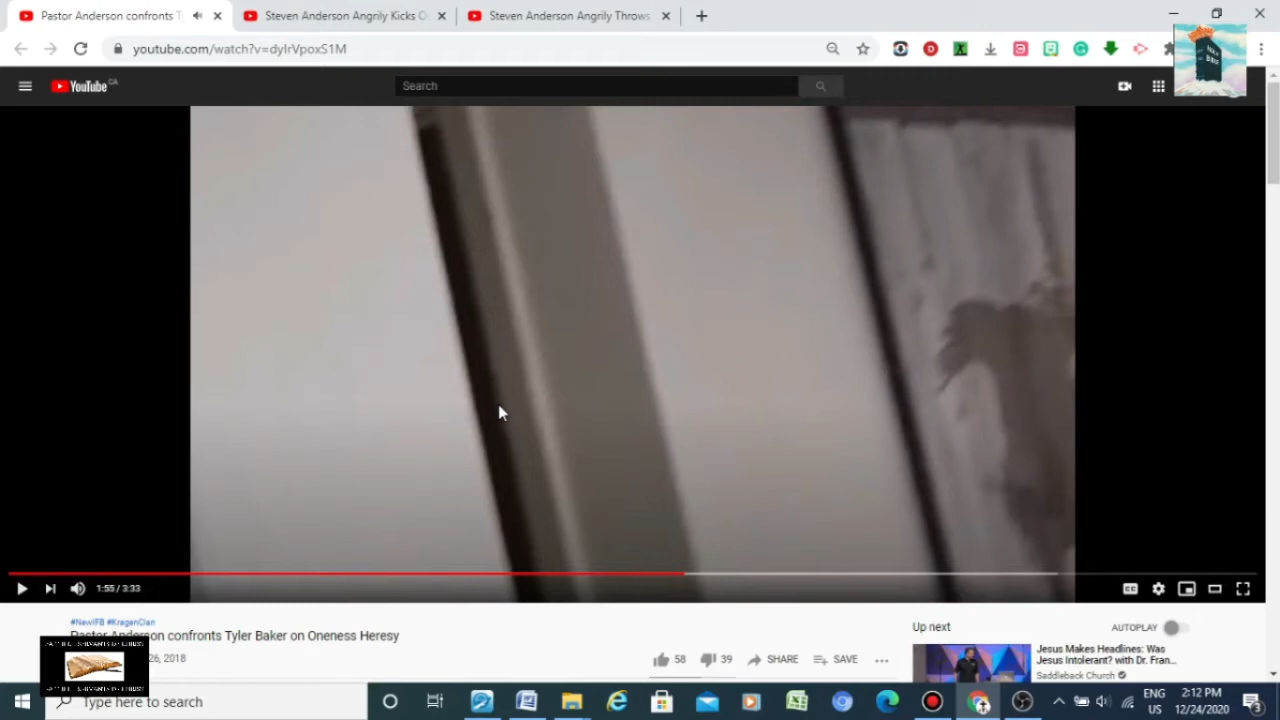 Pastor Anderson confronts T
Steven Anderson Angrily Kicks O
Steven Anderson Angrily Throws
youtube.com/watch?v=dylrVpoxS1M
YouTube CA
Search
1:55 / 3:33
#NewIFB #KragenClan
Pastor Anderson confronts Tyler Baker on Oneness Heresy
26, 2018
58
39
SHARE
SAVE
Up next
AUTOPLAY
Jesus Makes Headlines: Was
Jesus Intolerant? with Dr. Fran...
Saddleback Church
Type here to search
ENG
US
2:12 PM
12/24/2020
3